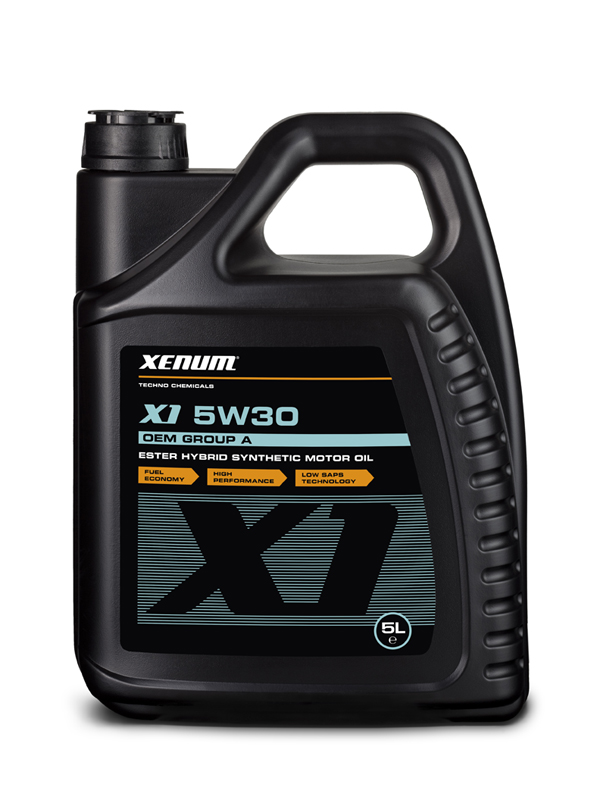 XENUM®
TECHNO CHEMICALS
X1 5W30
OEM GROUP A
ESTER HYBRID SYNTHETIC MOTOR OIL
FUEL ECONOMY
HIGH PERFORMANCE
LOW SAPS TECHNOLOGY
X1
5L
e